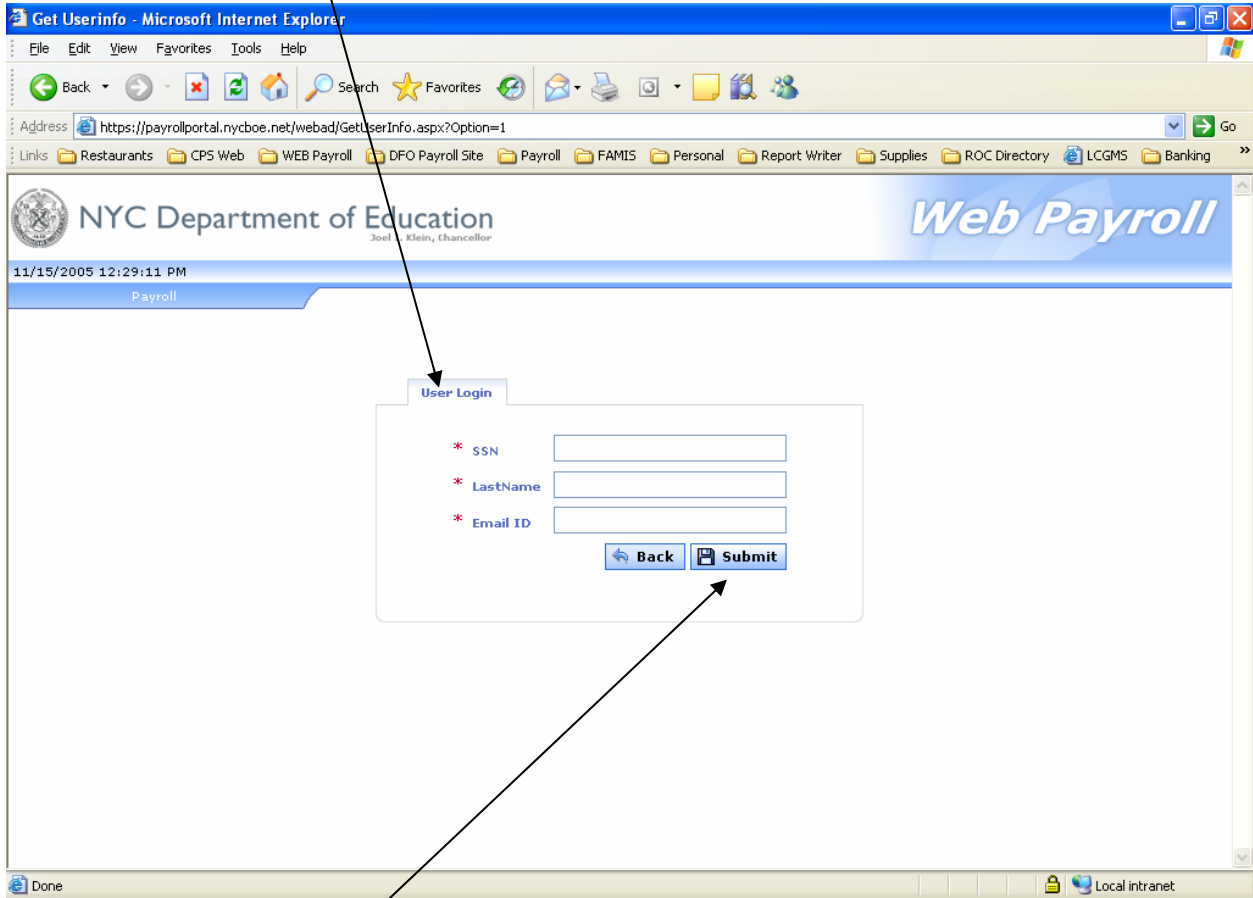 Get Userinfo - Microsoft Internet Explorer
File Edit View Favorites Tools Help
Back Search Favorites
Address https://payrollportal.nycboe.net/webad/GetUserInfo.aspx?Option=1 Go
Links Restaurants CPS Web WEB Payroll DFO Payroll Site Payroll FAMIS Personal Report Writer Supplies ROC Directory LCGMS Banking »
NYC Department of Education
Joel I. Klein, Chancellor
Web Payroll
11/15/2005 12:29:11 PM
Payroll
User Login
* SSN
* LastName
* Email ID
Back Submit
Done Local intranet